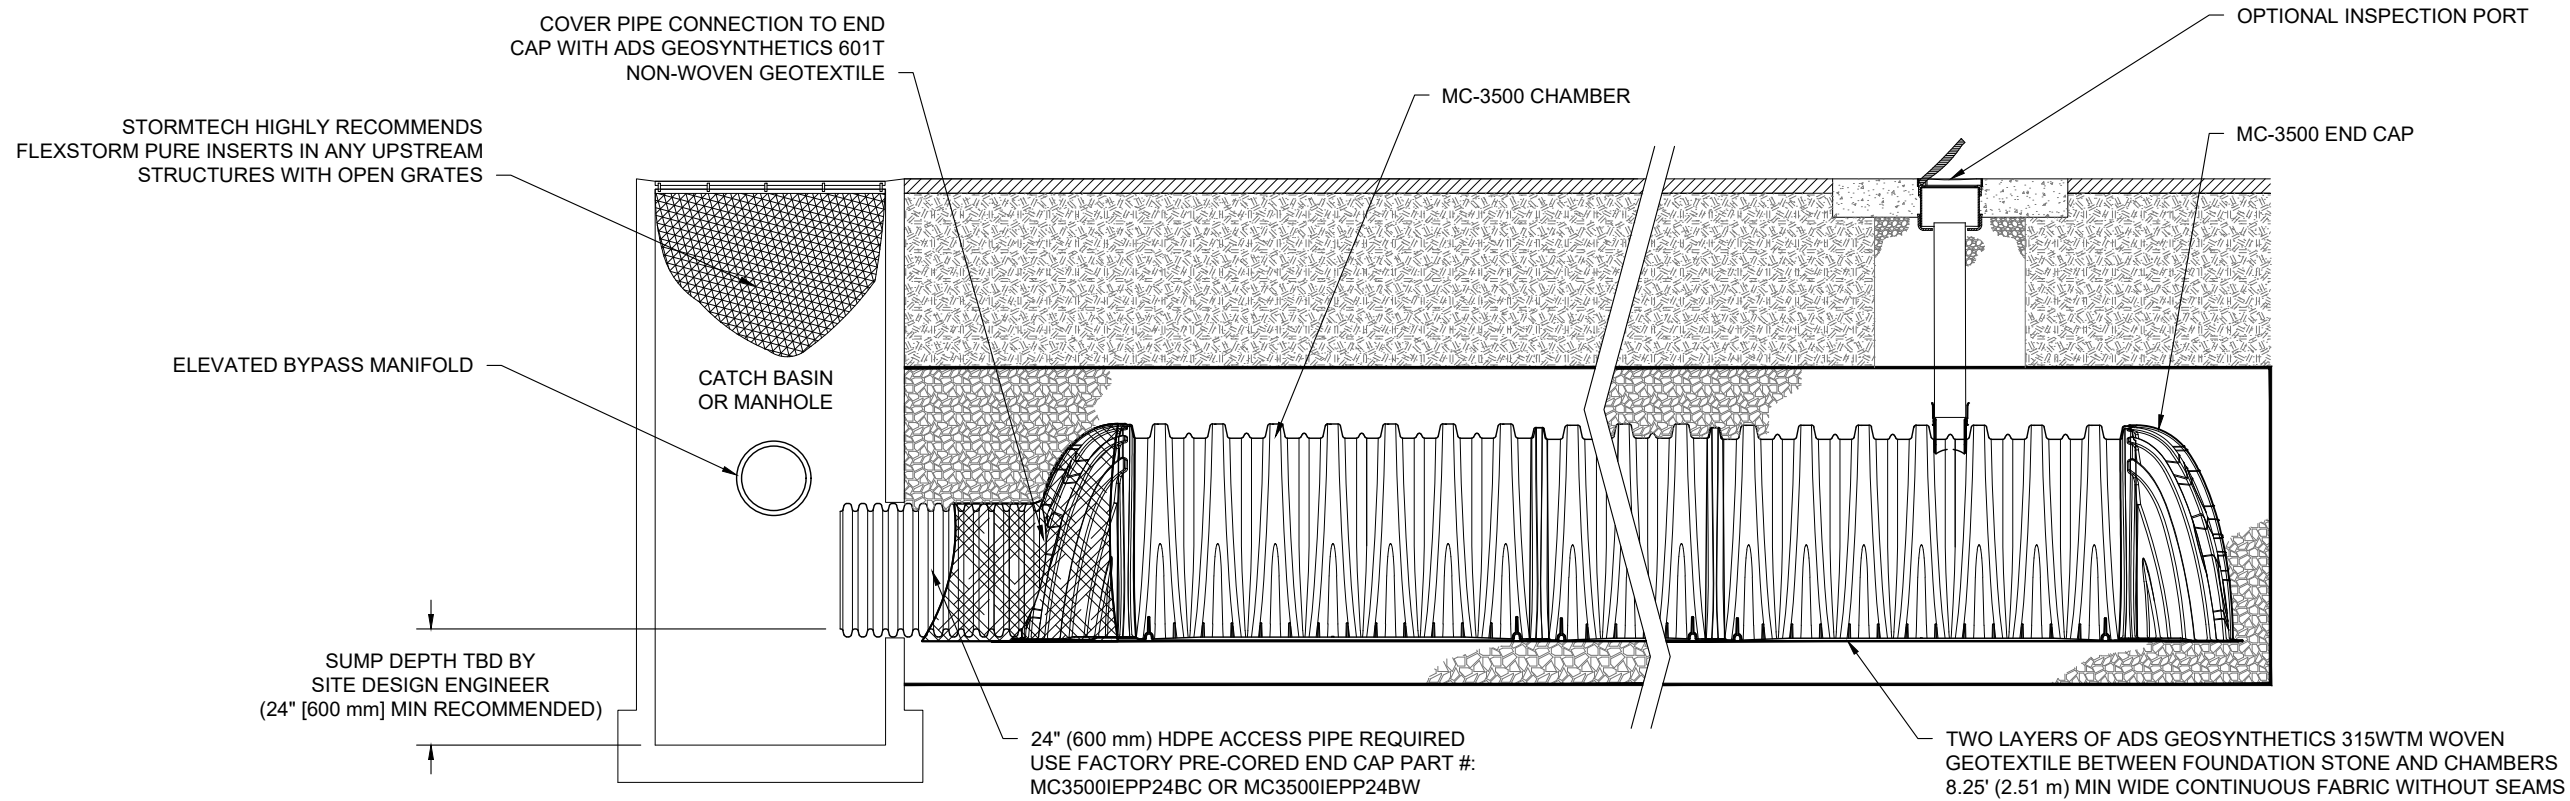 COVER PIPE CONNECTION TO END
CAP WITH ADS GEOSYNTHETICS 601T
NON-WOVEN GEOTEXTILE
OPTIONAL INSPECTION PORT
MC-3500 CHAMBER
STORMTECH HIGHLY RECOMMENDS
FLEXSTORM PURE INSERTS IN ANY UPSTREAM
STRUCTURES WITH OPEN GRATES
MC-3500 END CAP
ELEVATED BYPASS MANIFOLD
CATCH BASIN
OR MANHOLE
SUMP DEPTH TBD BY
SITE DESIGN ENGINEER
(24" [600 mm] MIN RECOMMENDED)
24" (600 mm) HDPE ACCESS PIPE REQUIRED
USE FACTORY PRE-CORED END CAP PART #:
MC3500IEPP24BC OR MC3500IEPP24BW
TWO LAYERS OF ADS GEOSYNTHETICS 315WTM WOVEN
GEOTEXTILE BETWEEN FOUNDATION STONE AND CHAMBERS
8.25' (2.51 m) MIN WIDE CONTINUOUS FABRIC WITHOUT SEAMS